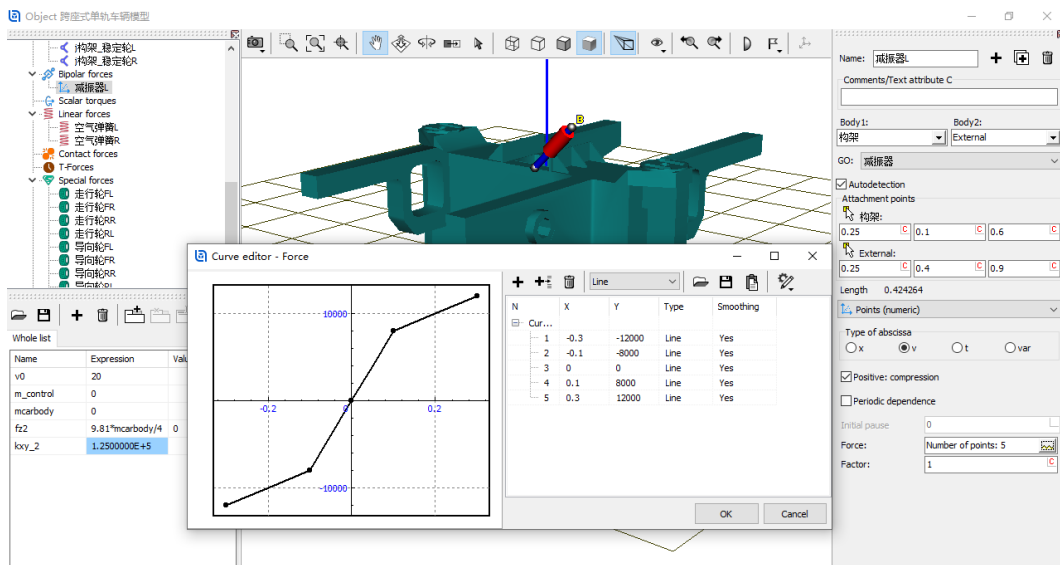 Object 跨座式单轨车辆模型
构架_稳定轮L
构架_稳定轮R
Bipolar forces
减振器L
Scalar torques
Linear forces
空气弹簧L
空气弹簧R
Contact forces
T-Forces
Special forces
走行轮FL
走行轮FR
走行轮RR
走行轮RL
导向轮FL
导向轮FR
导向轮RR
导向轮RL
Whole list
Name Expression Valu
v0 20
m_control 0
mcarbody 0
fz2 9.81*mcarbody/4 0
kxy_2 1.2500000E+5
B
Curve editor - Force
Line
10000
-0.2 0 0.2
-10000
N X Y Type Smoothing
Cur...
1 -0.3 -12000 Line Yes
2 -0.1 -8000 Line Yes
3 0 0 Line Yes
4 0.1 8000 Line Yes
5 0.3 12000 Line Yes
OK Cancel
Name: 减振器L
Comments/Text attribute C
Body1: Body2:
构架 External
GO: 减振器
Autodetection
Attachment points
构架:
0.25 C 0.1 C 0.6 C
External:
0.25 C 0.4 C 0.9 C
Length 0.424264
Points (numeric)
Type of abscissa
x v t var
Positive: compression
Periodic dependence
Initial pause 0
Force: Number of points: 5
Factor: 1 C